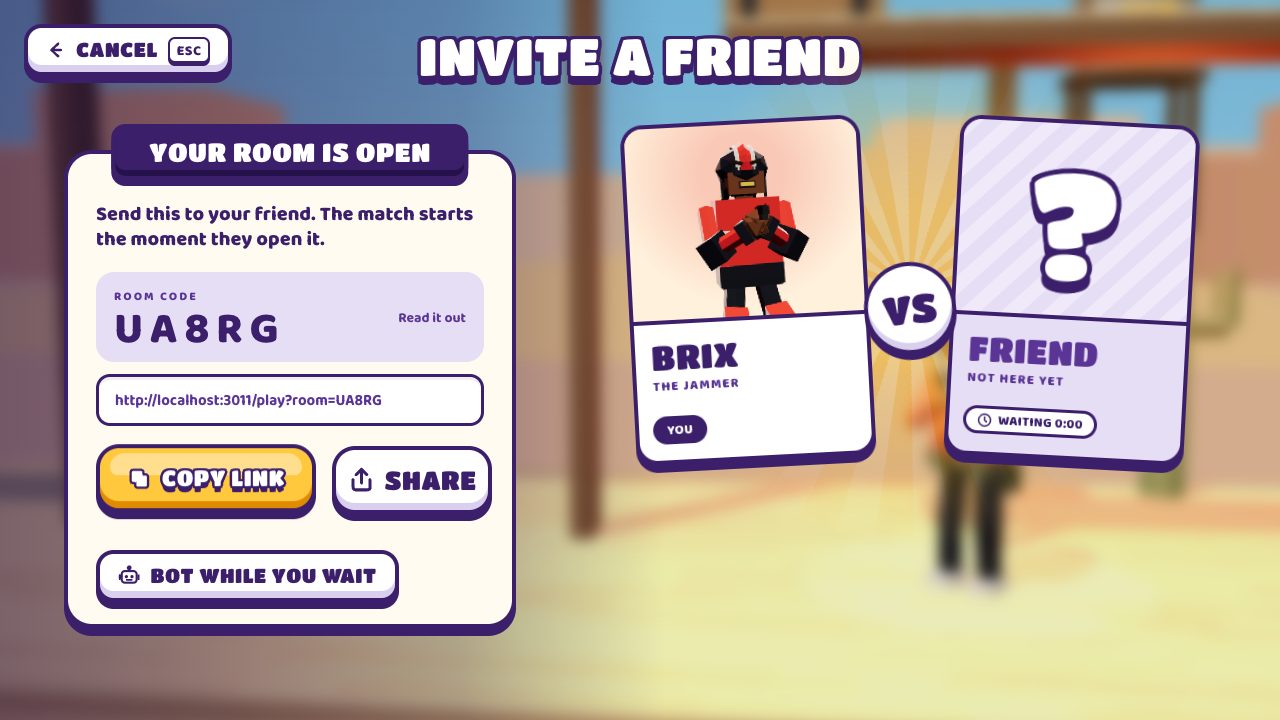 CANCEL ESC
INVITE A FRIEND
YOUR ROOM IS OPEN
Send this to your friend. The match starts
the moment they open it.
ROOM CODE
UA8RG
Read it out
http://localhost:3011/play?room=UA8RG
COPY LINK
SHARE
BOT WHILE YOU WAIT
BRIX
THE JAMMER
YOU
VS
?
FRIEND
NOT HERE YET
WAITING 0:00